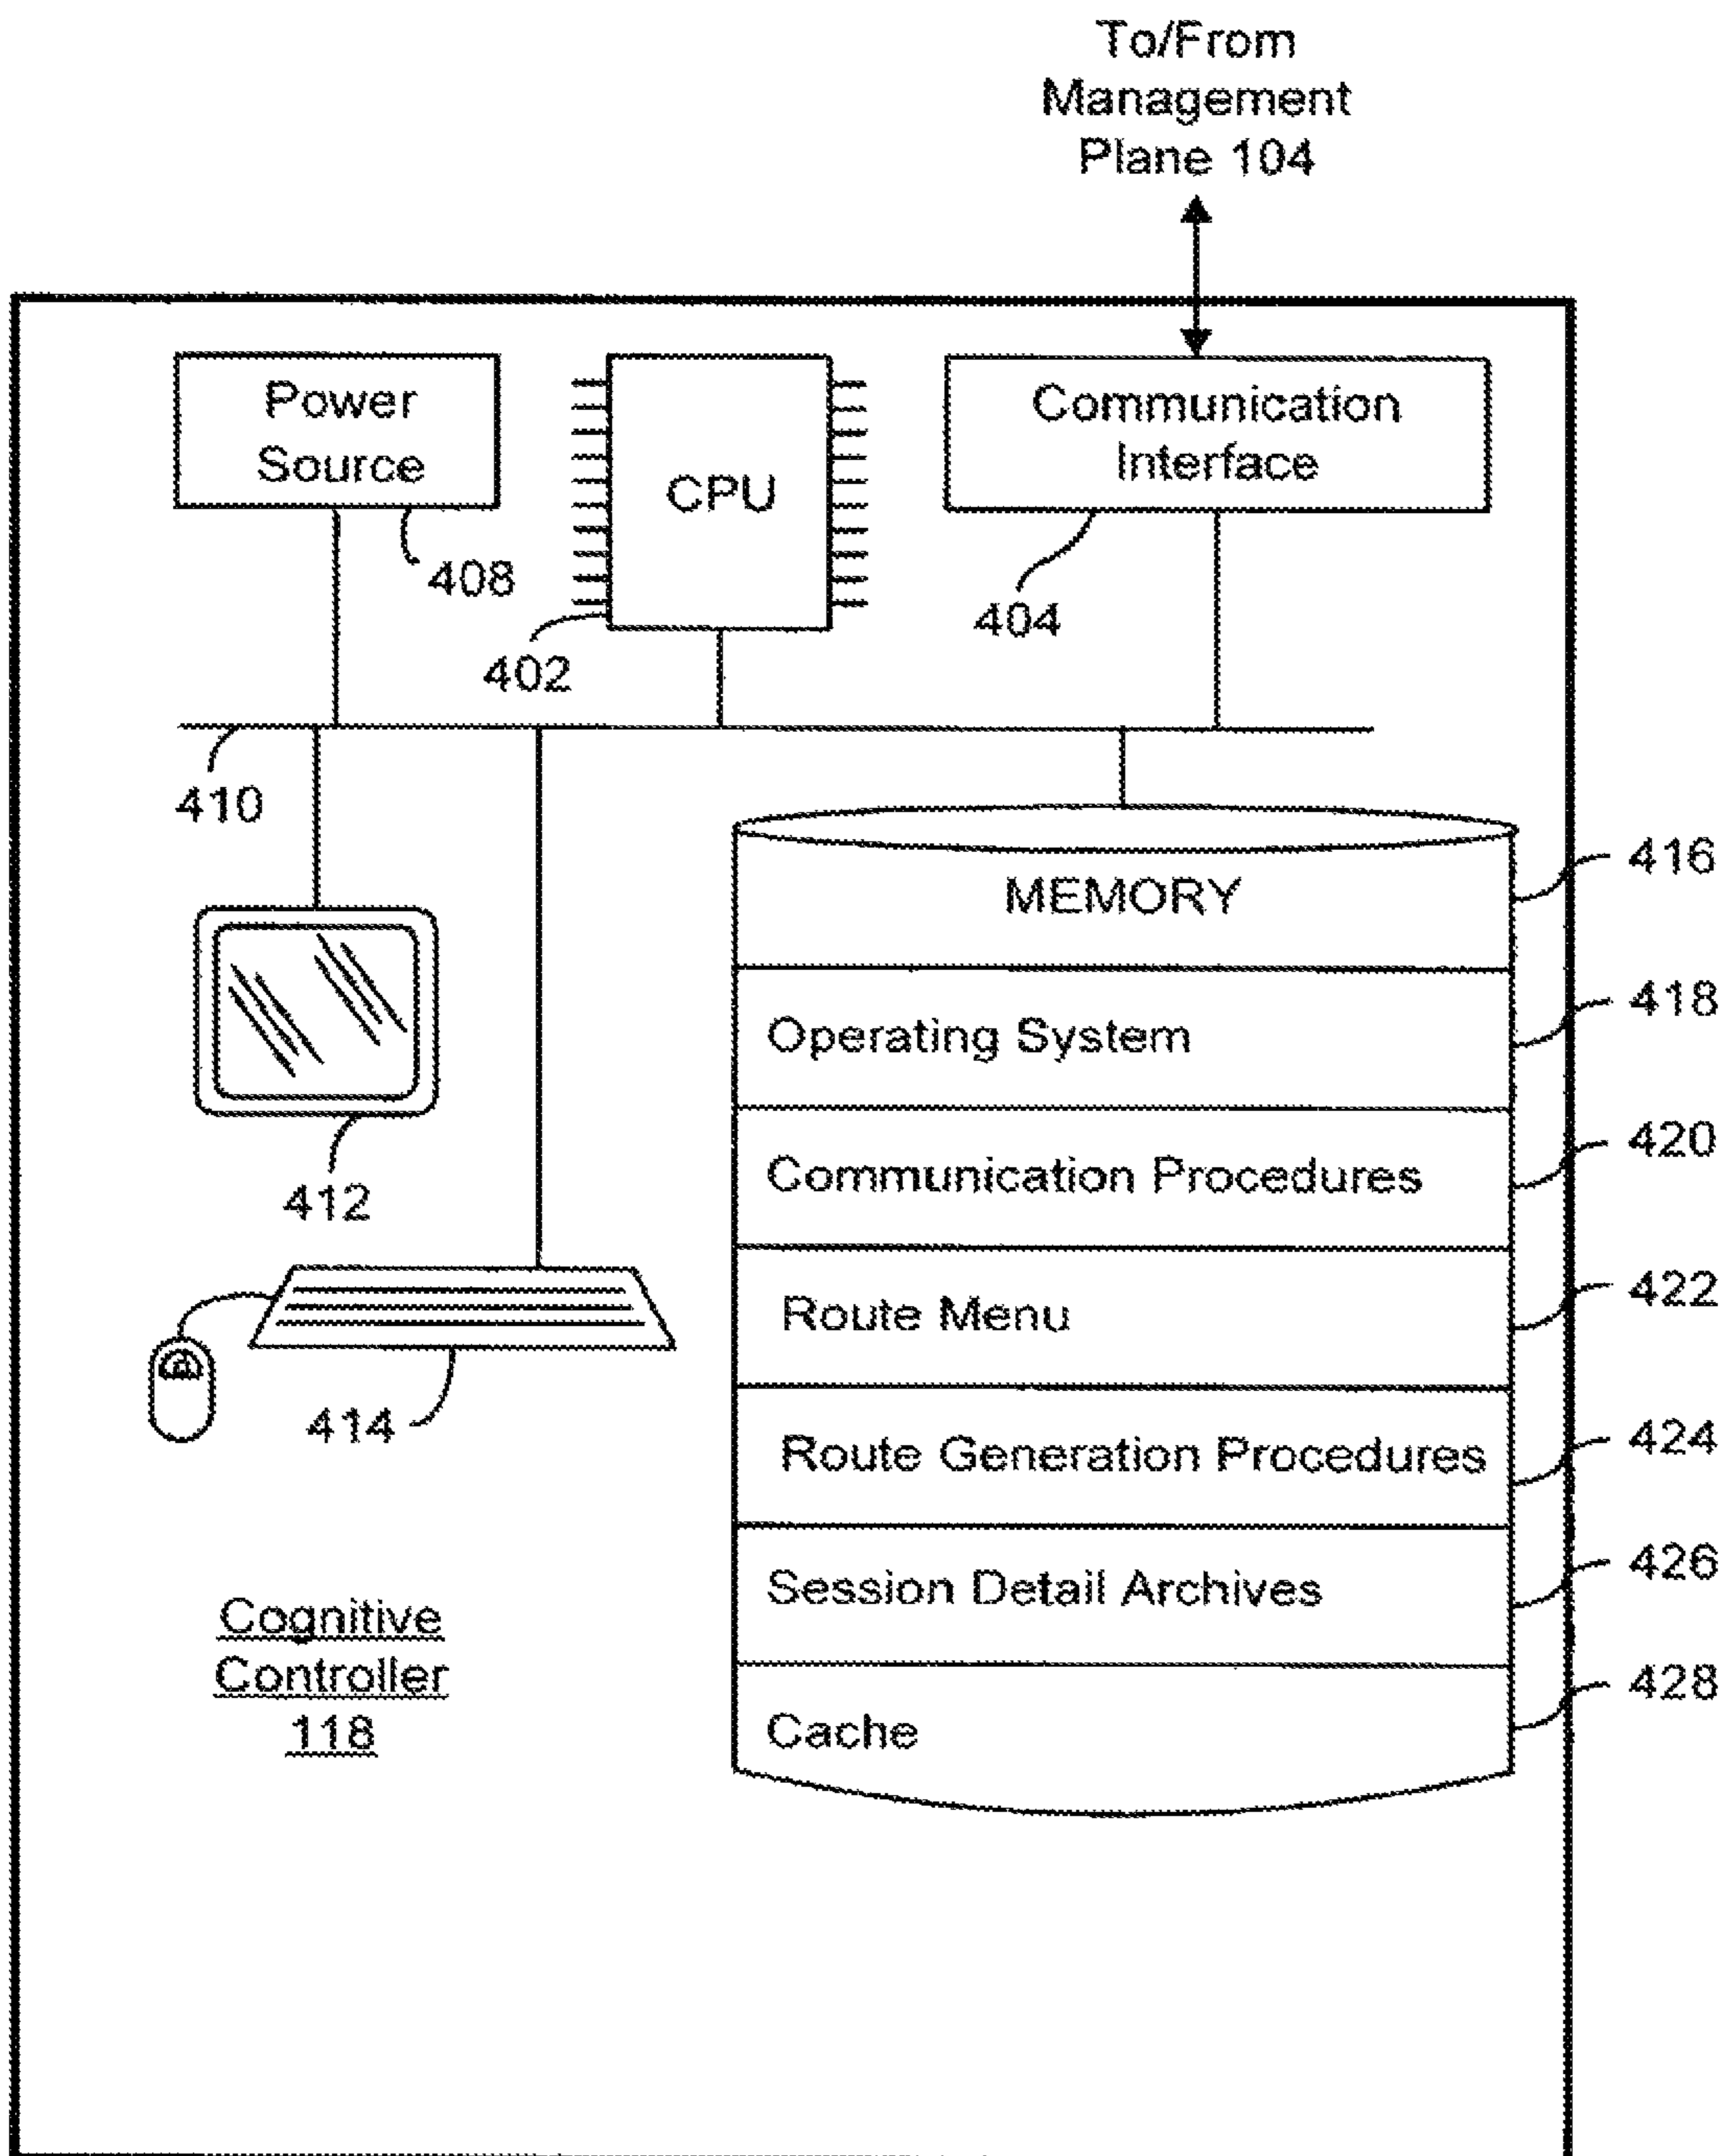 To/From
Management
Plane 104
Power
Source
CPU
Communication
Interface
408
402
404
410
MEMORY
416
Operating System
418
412
Communication Procedures
420
Route Menu
422
414
Route Generation Procedures
424
Session Detail Archives
426
Cognitive
Controller
118
Cache
428